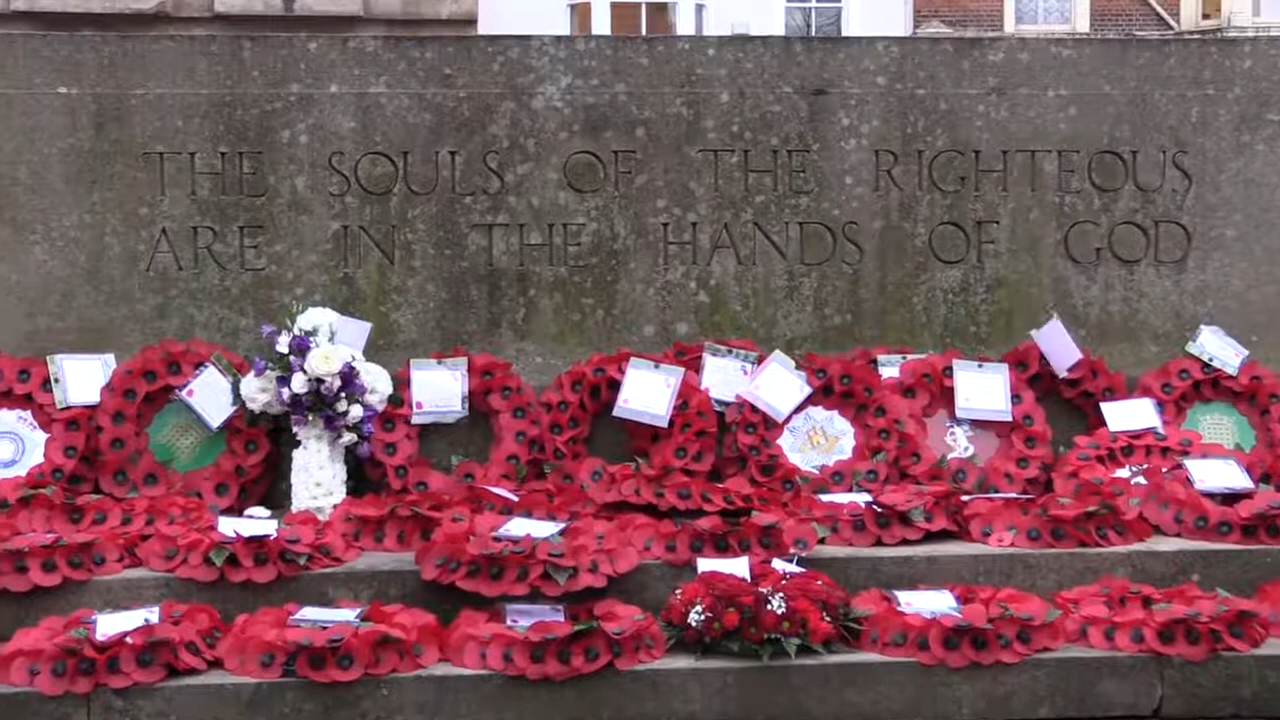 THE SOULS OF THE RIGHTEOUS
ARE IN THE HANDS OF GOD